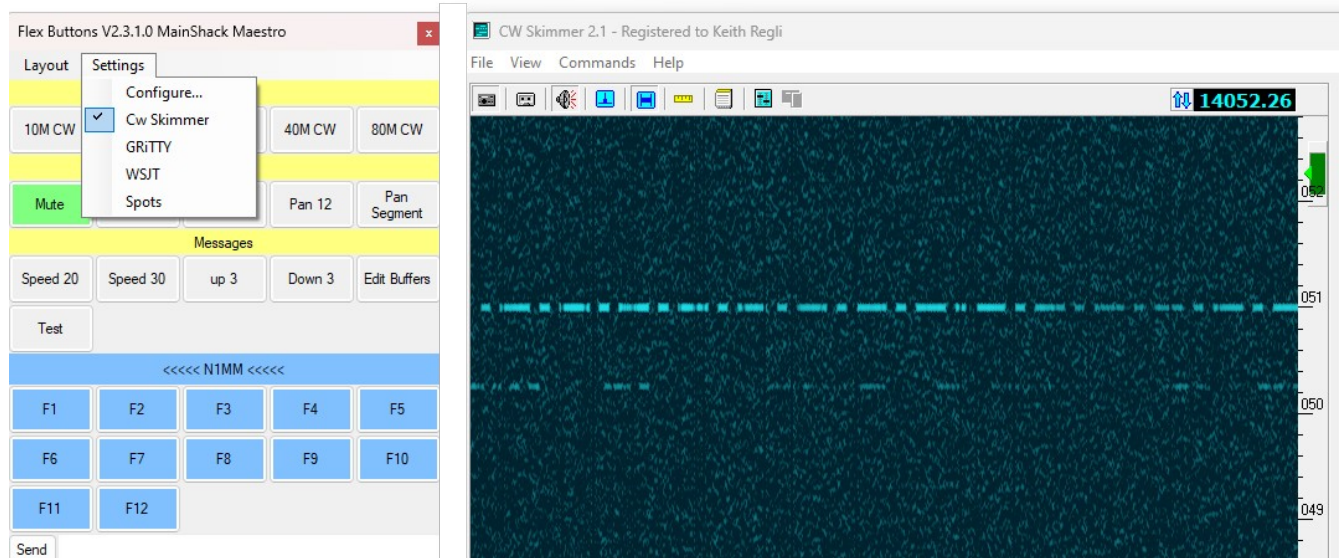 Flex Buttons V2.3.1.0 MainShack Maestro x
Layout Settings
Configure...
Cw Skimmer
GRiTTY
WSJT
Spots
10M CW 40M CW 80M CW
Mute Pan 12 Pan Segment
Messages
Speed 20 Speed 30 up 3 Down 3 Edit Buffers
Test
<<<<< N1MM <<<<<
F1 F2 F3 F4 F5
F6 F7 F8 F9 F10
F11 F12
Send
CW Skimmer 2.1 - Registered to Keith Regli
File View Commands Help
14052.26
052
051
050
049